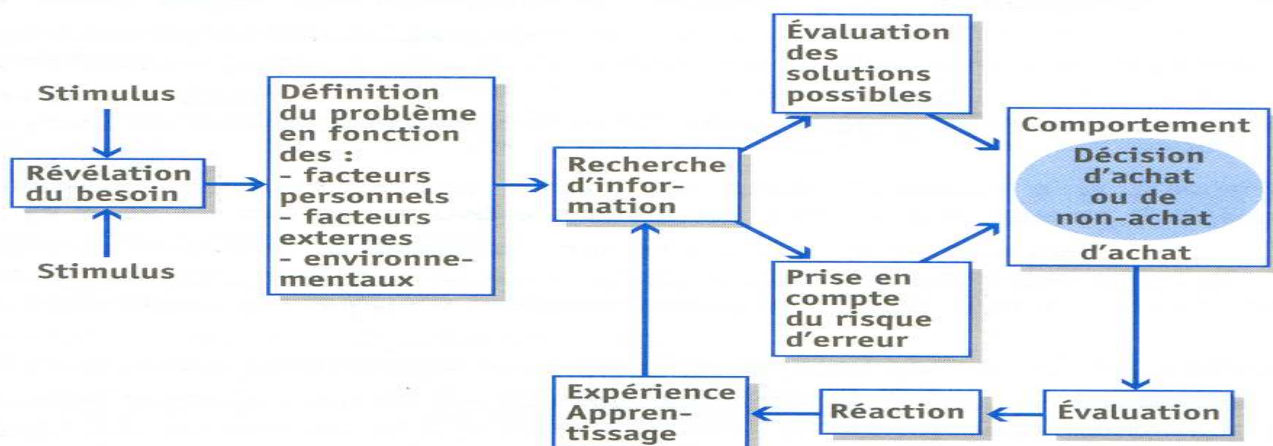 Stimulus
Révélation
du besoin
Stimulus
Définition
du problème
en fonction
des :
- facteurs
personnels
- facteurs
externes
- environne-
mentaux
Recherche
d'infor-
mation
Évaluation
des
solutions
possibles
Prise en
compte
du risque
d'erreur
Comportement
Décision
d'achat
ou de
non-achat
d'achat
Évaluation
Réaction
Expérience
Appren-
tissage